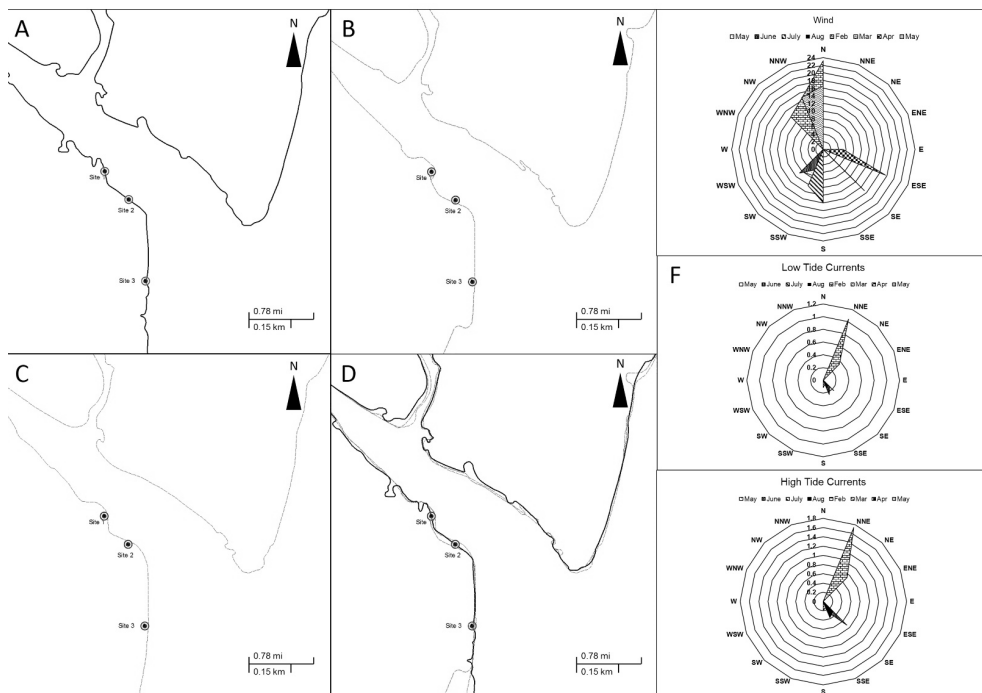 A
N
Site
Site 2
Site 3
0.78 mi
0.15 km
B
N
Site
Site 2
Site 3
0.78 mi
0.15 km
C
N
Site 1
Site 2
Site 3
0.78 mi
0.15 km
D
N
Site
Site 2
Site 3
0.78 mi
0.15 km
Wind
May June July Aug Feb Mar Apr May
N
NNW NNE
NW NE
WNW ENE
W E
WSW ESE
SW SE
SSW SSE
S
24
22
20
18
16
14
12
10
8
6
4
2
0
F
Low Tide Currents
May June July Aug Feb Mar Apr May
N
NNW NNE
NW NE
WNW ENE
W E
WSW ESE
SW SE
SSW SSE
S
1.2
1
0.8
0.6
0.4
0.2
0
High Tide Currents
May June July Aug Feb Mar Apr May
N
NNW NNE
NW NE
WNW ENE
W E
WSW ESE
SW SE
SSW SSE
S
1.8
1.6
1.4
1.2
1
0.8
0.6
0.4
0.2
0